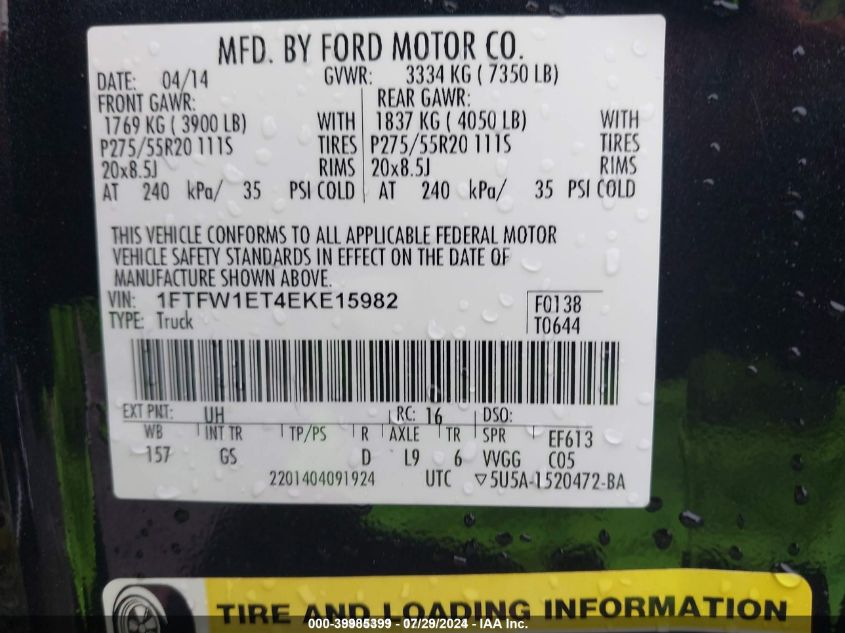 MFD. BY FORD MOTOR CO.
DATE: 04/14 GVWR: 3334 KG ( 7350 LB)
FRONT GAWR: REAR GAWR:
1769 KG ( 3900 LB) WITH 1837 KG ( 4050 LB) WITH
P275/55R20 111S TIRES P275/55R20 111S TIRES
20x8.5J RIMS 20x8.5J RIMS
AT 240 kPa/ 35 PSI COLD AT 240 kPa/ 35 PSI COLD
THIS VEHICLE CONFORMS TO ALL APPLICABLE FEDERAL MOTOR
VEHICLE SAFETY STANDARDS IN EFFECT ON THE DATE OF
MANUFACTURE SHOWN ABOVE.
VIN: 1FTFW1ET4EKE15982 F0138
TYPE: Truck T0644
EXT PNT: UH RC: 16 DSO:
WB INT TR TP/PS R AXLE TR SPR EF613
157 GS D L9 6 VVGG C05
2201404091924 UTC ▽5U5A-1520472-BA
TIRE AND LOADING INFORMATION
000-39985399 - 07/29/2024 - IAA Inc.